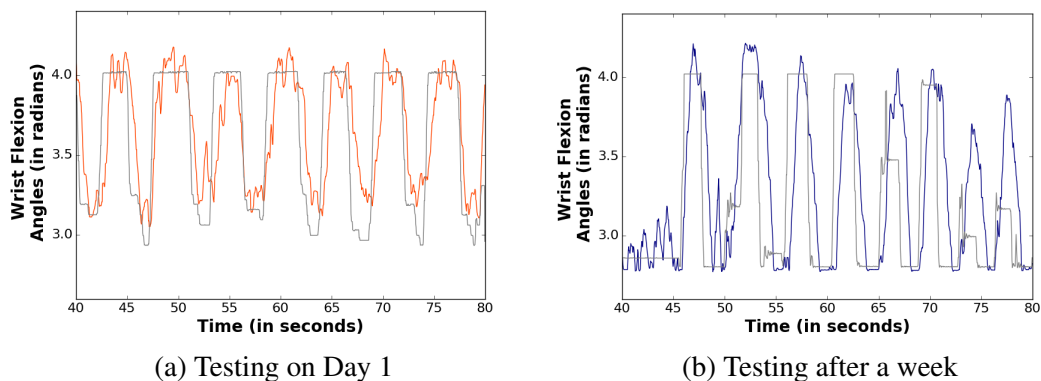 Wrist Flexion
Angles (in radians)
4.0
3.5
3.0
40 45 50 55 60 65 70 75 80
Time (in seconds)
(a) Testing on Day 1
Wrist Flexion
Angles (in radians)
4.0
3.5
3.0
40 45 50 55 60 65 70 75 80
Time (in seconds)
(b) Testing after a week